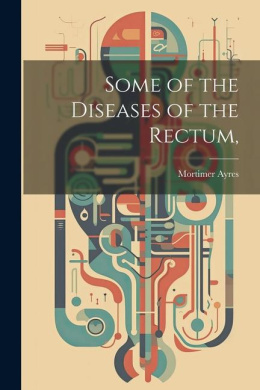 Some of the
Diseases of the
Rectum,
Mortimer Ayres